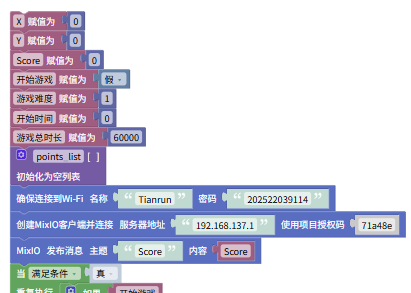 X 赋值为 0
Y 赋值为 0
Score 赋值为 0
开始游戏 赋值为 假
游戏难度 赋值为 1
开始时间 赋值为 0
游戏总时长 赋值为 60000
points_list [ ]
初始化为空列表
确保连接到Wi-Fi 名称 “ Tianrun ” 密码 “ 202522039114
创建MixIO客户端并连接 服务器地址 “ 192.168.137.1 ” 使用项目授权码 71a48e
MixIO 发布消息 主题 “ Score ” 内容 Score
当 满足条件 真
重复执行 如果 开始游戏